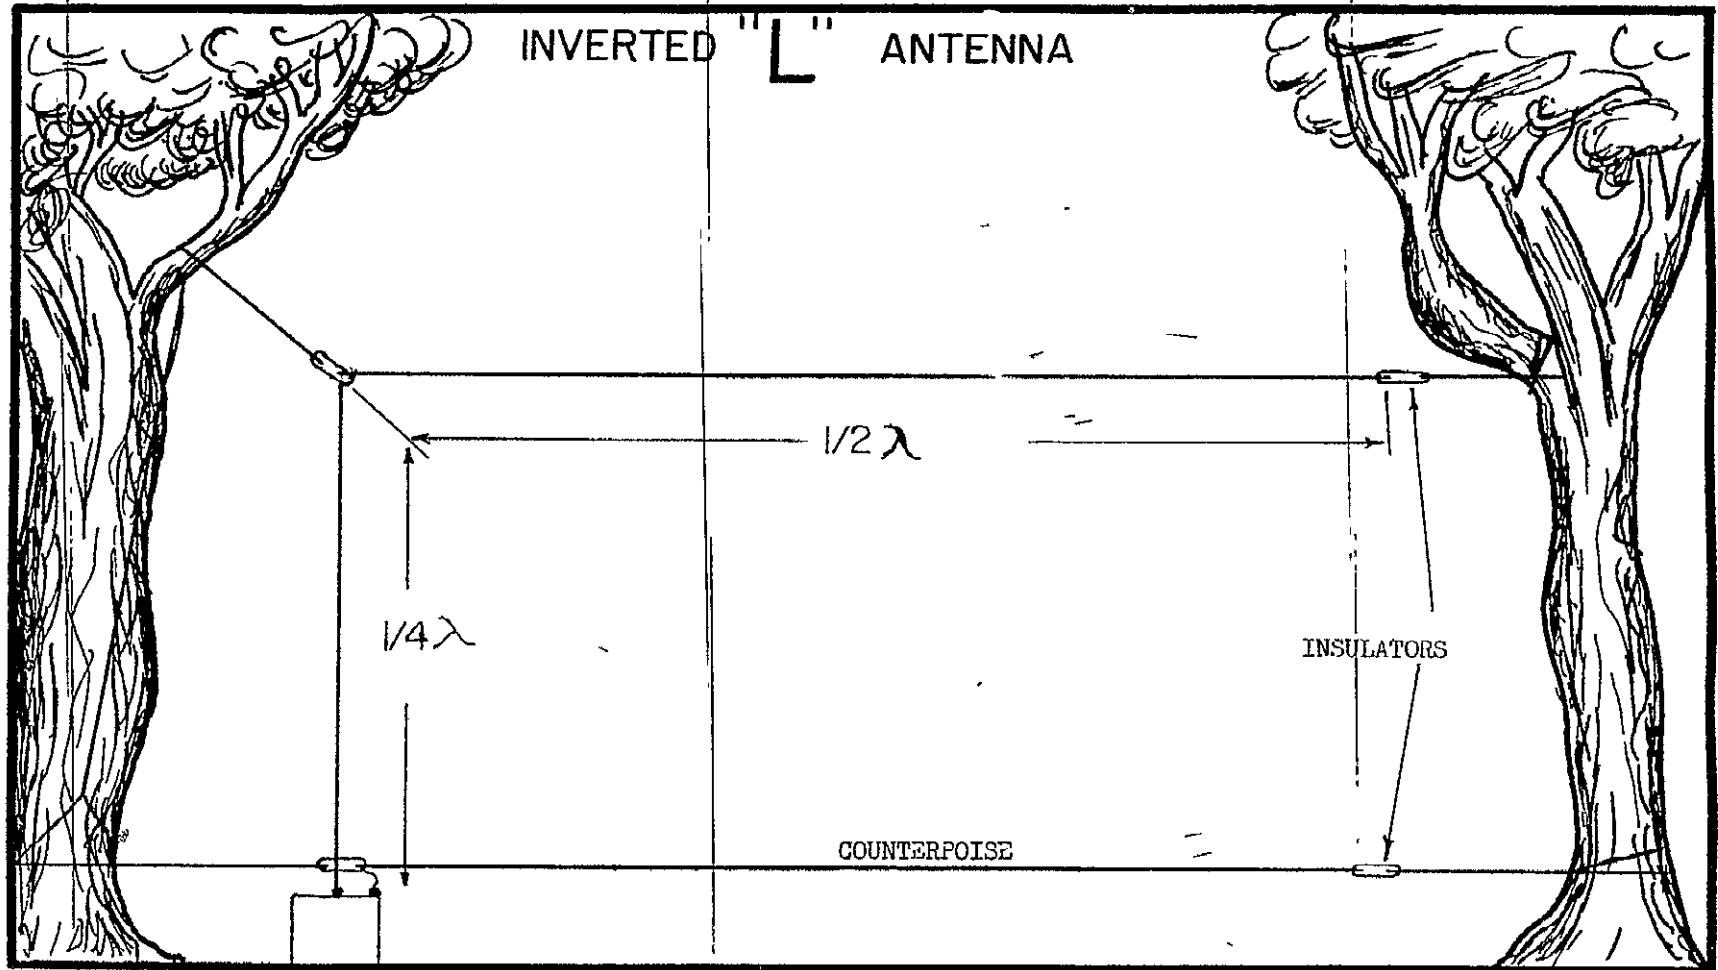 INVERTED "L" ANTENNA
1/2 λ
1/4 λ
INSULATORS
COUNTERPOISE